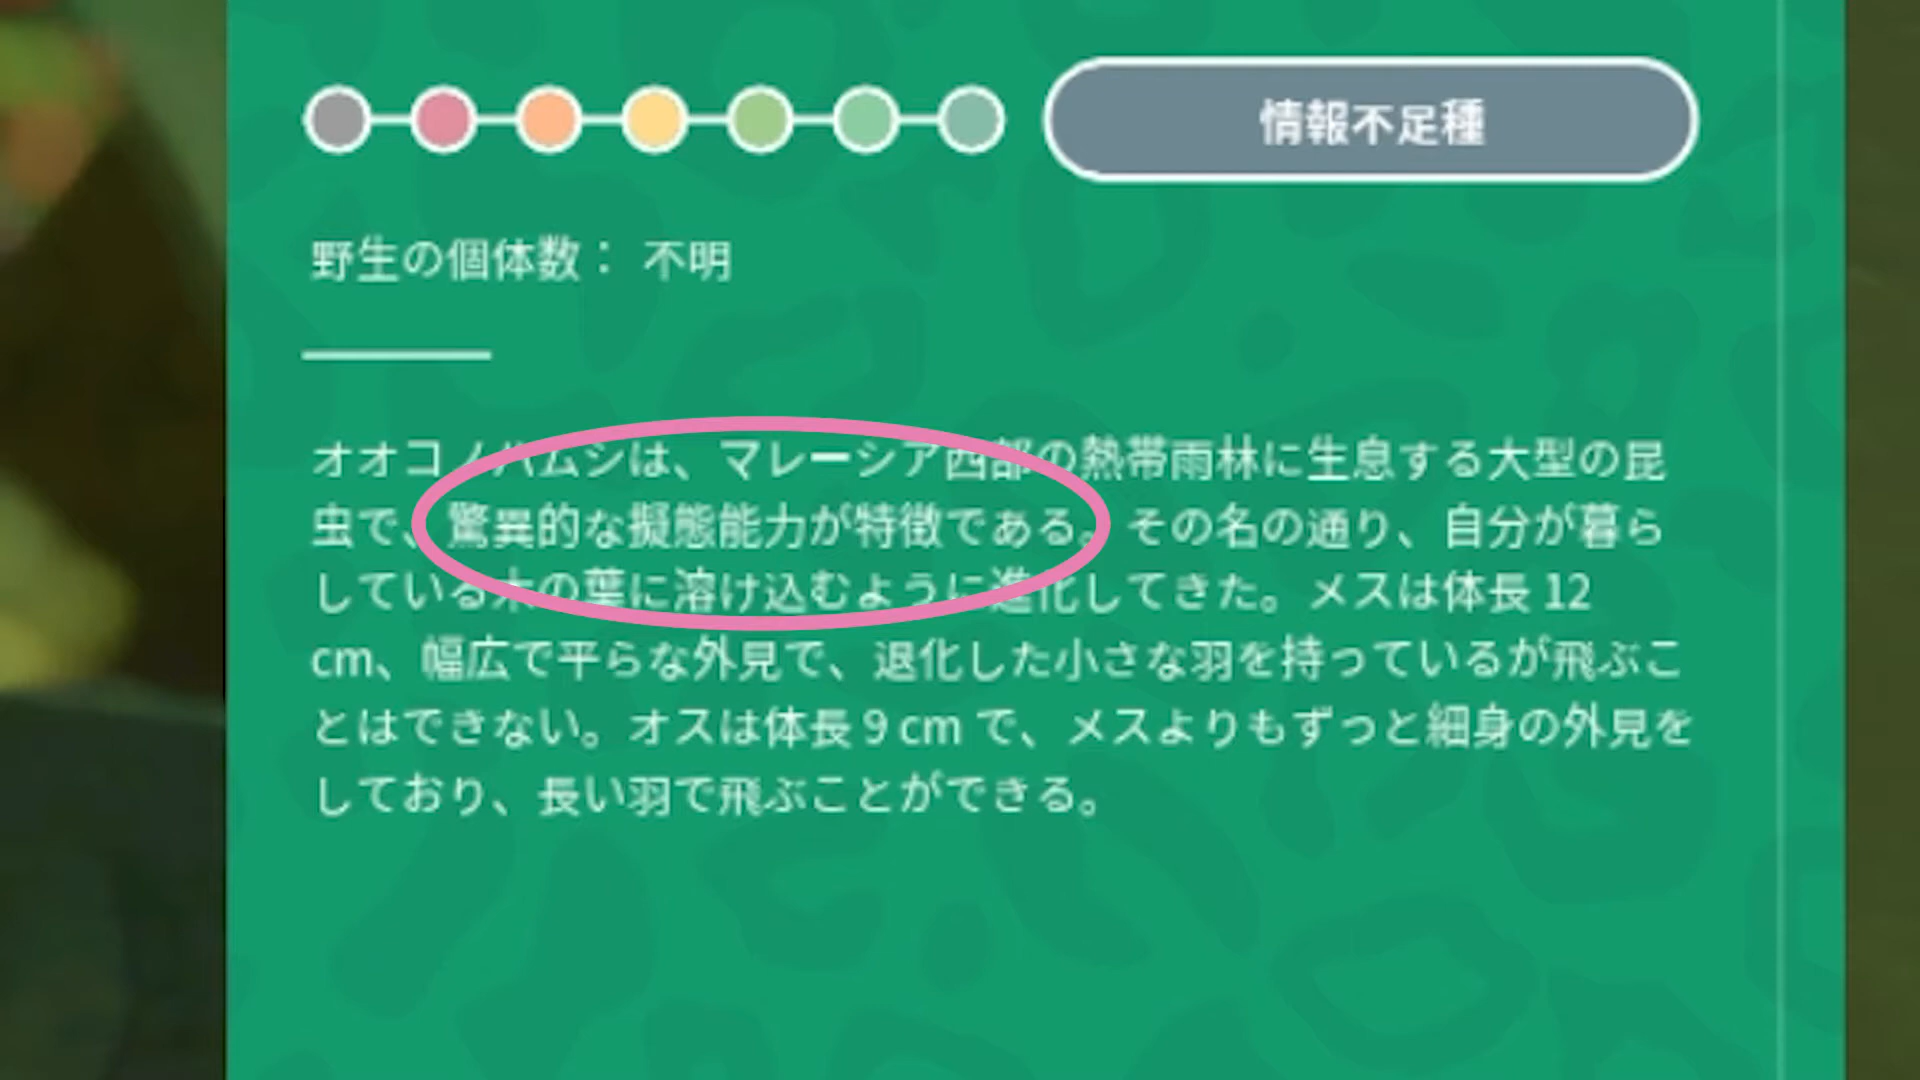 情報不足種
野生の個体数： 不明
オオコノハムシは、マレーシア西部の熱帯雨林に生息する大型の昆
虫で、驚異的な擬態能力が特徴である。その名の通り、自分が暮ら
している木の葉に溶け込むように進化してきた。メスは体長 12
cm、幅広で平らな外見で、退化した小さな羽を持っているが飛ぶこ
とはできない。オスは体長 9 cm で、メスよりもずっと細身の外見を
しており、長い羽で飛ぶことができる。